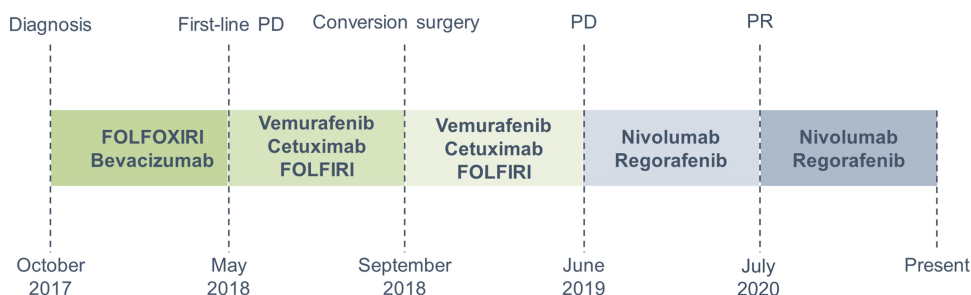 Diagnosis
First-line PD
Conversion surgery
PD
PR
FOLFOXIRI
Bevacizumab
Vemurafenib
Cetuximab
FOLFIRI
Vemurafenib
Cetuximab
FOLFIRI
Nivolumab
Regorafenib
Nivolumab
Regorafenib
October
2017
May
2018
September
2018
June
2019
July
2020
Present